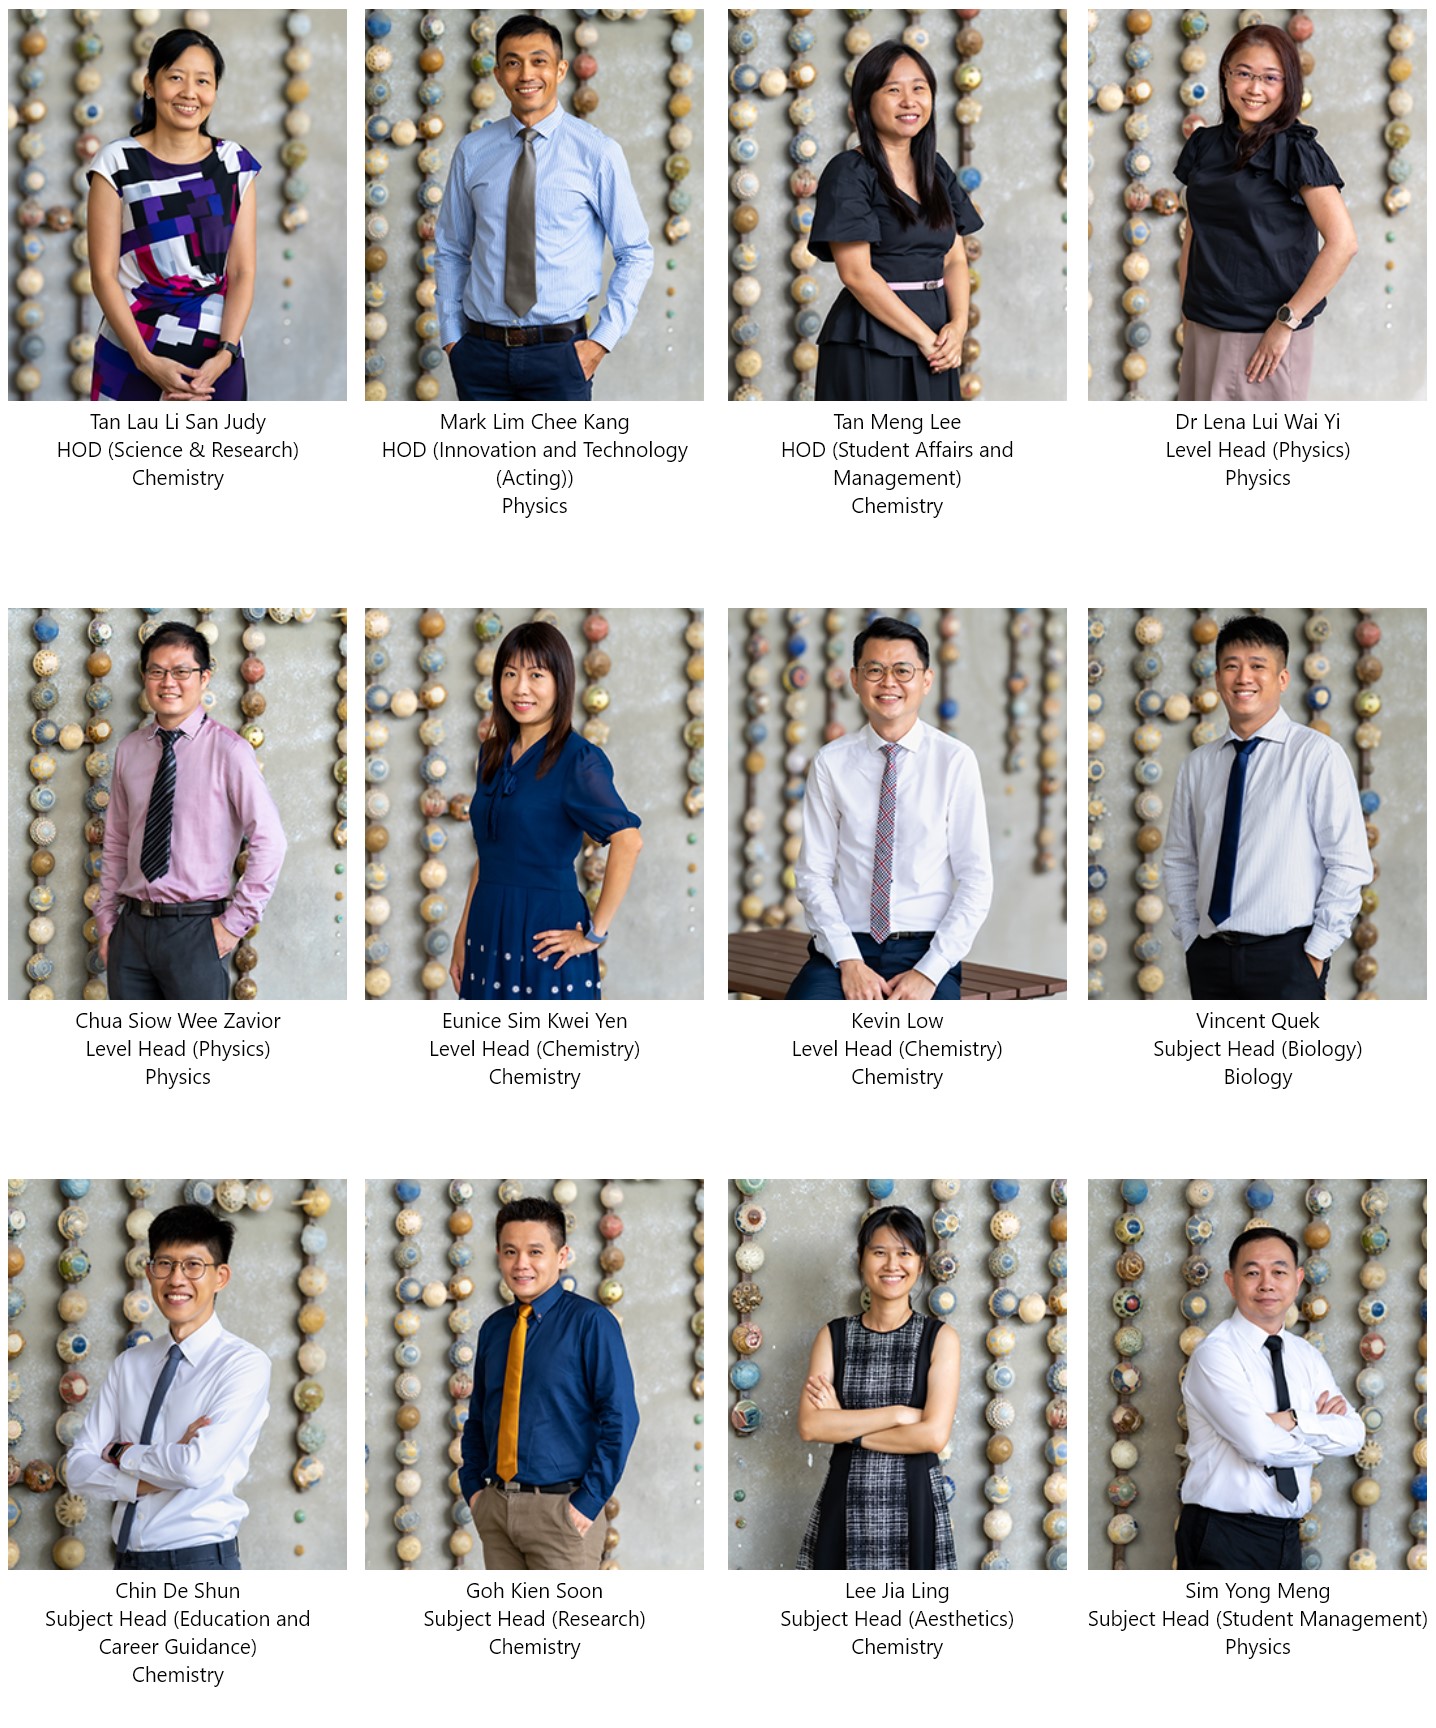 Tan Lau Li San Judy
HOD (Science & Research)
Chemistry
Mark Lim Chee Kang
HOD (Innovation and Technology
(Acting))
Physics
Tan Meng Lee
HOD (Student Affairs and
Management)
Chemistry
Dr Lena Lui Wai Yi
Level Head (Physics)
Physics
Chua Siow Wee Zavior
Level Head (Physics)
Physics
Eunice Sim Kwei Yen
Level Head (Chemistry)
Chemistry
Kevin Low
Level Head (Chemistry)
Chemistry
Vincent Quek
Subject Head (Biology)
Biology
Chin De Shun
Subject Head (Education and
Career Guidance)
Chemistry
Goh Kien Soon
Subject Head (Research)
Chemistry
Lee Jia Ling
Subject Head (Aesthetics)
Chemistry
Sim Yong Meng
Subject Head (Student Management)
Physics